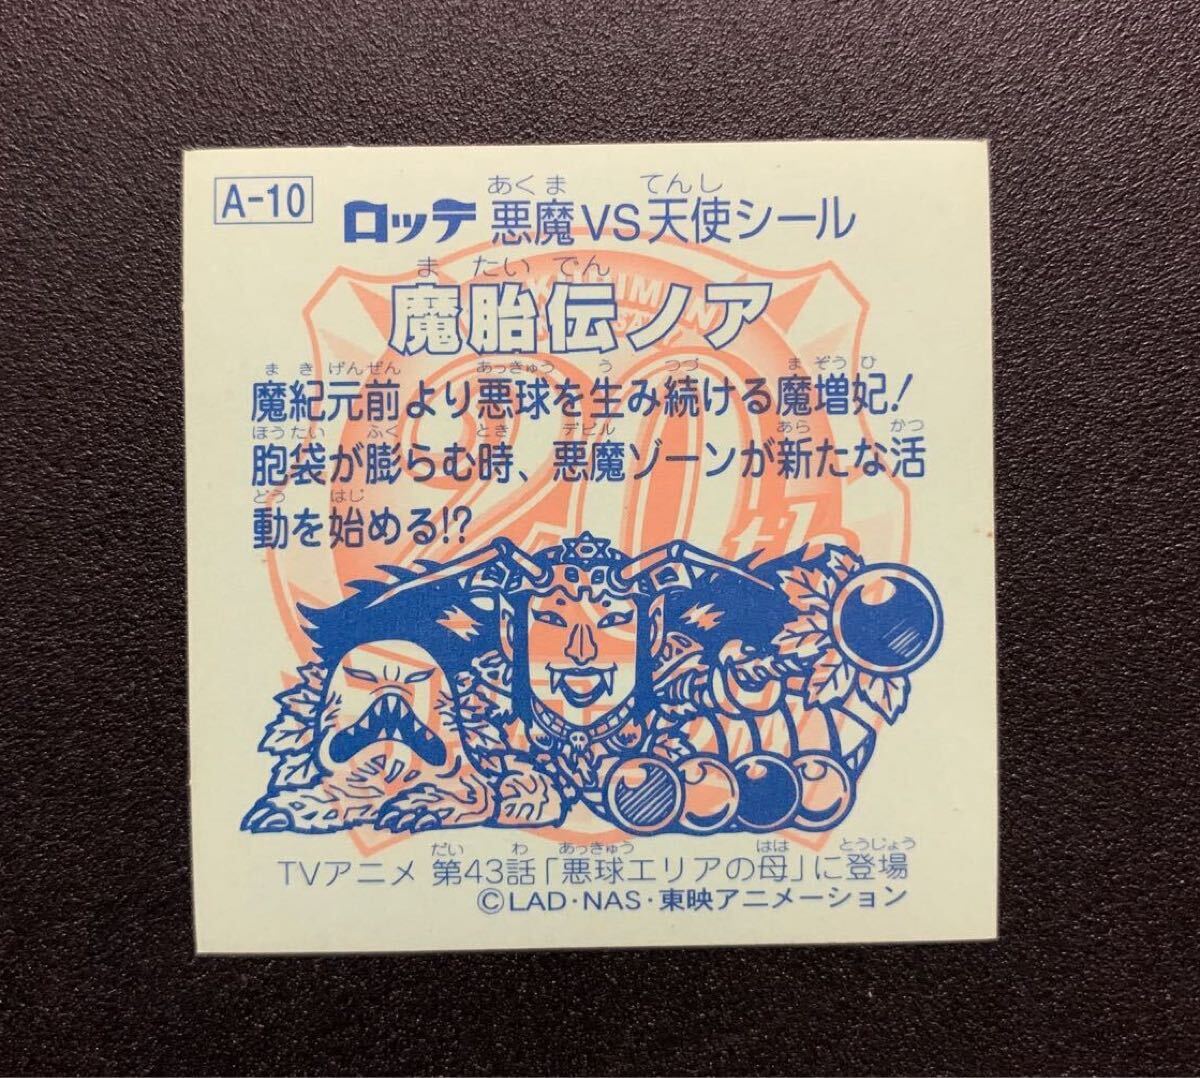 A-10
ロッテ 悪魔VS天使シール
あくま てんし
魔胎伝ノア
ま たい でん
魔紀元前より悪球を生み続ける魔増妃!
ま き げんぜん あっきゅう う つづ ま ぞう ひ
胞袋が膨らむ時、悪魔ゾーンが新たな活
ほうたい ふく とき デビル あら かつ
動を始める!?
どう はじ
20th
TVアニメ 第43話「悪球エリアの母」に登場
だい わ あっきゅう はは とうじょう
©LAD・NAS・東映アニメーション